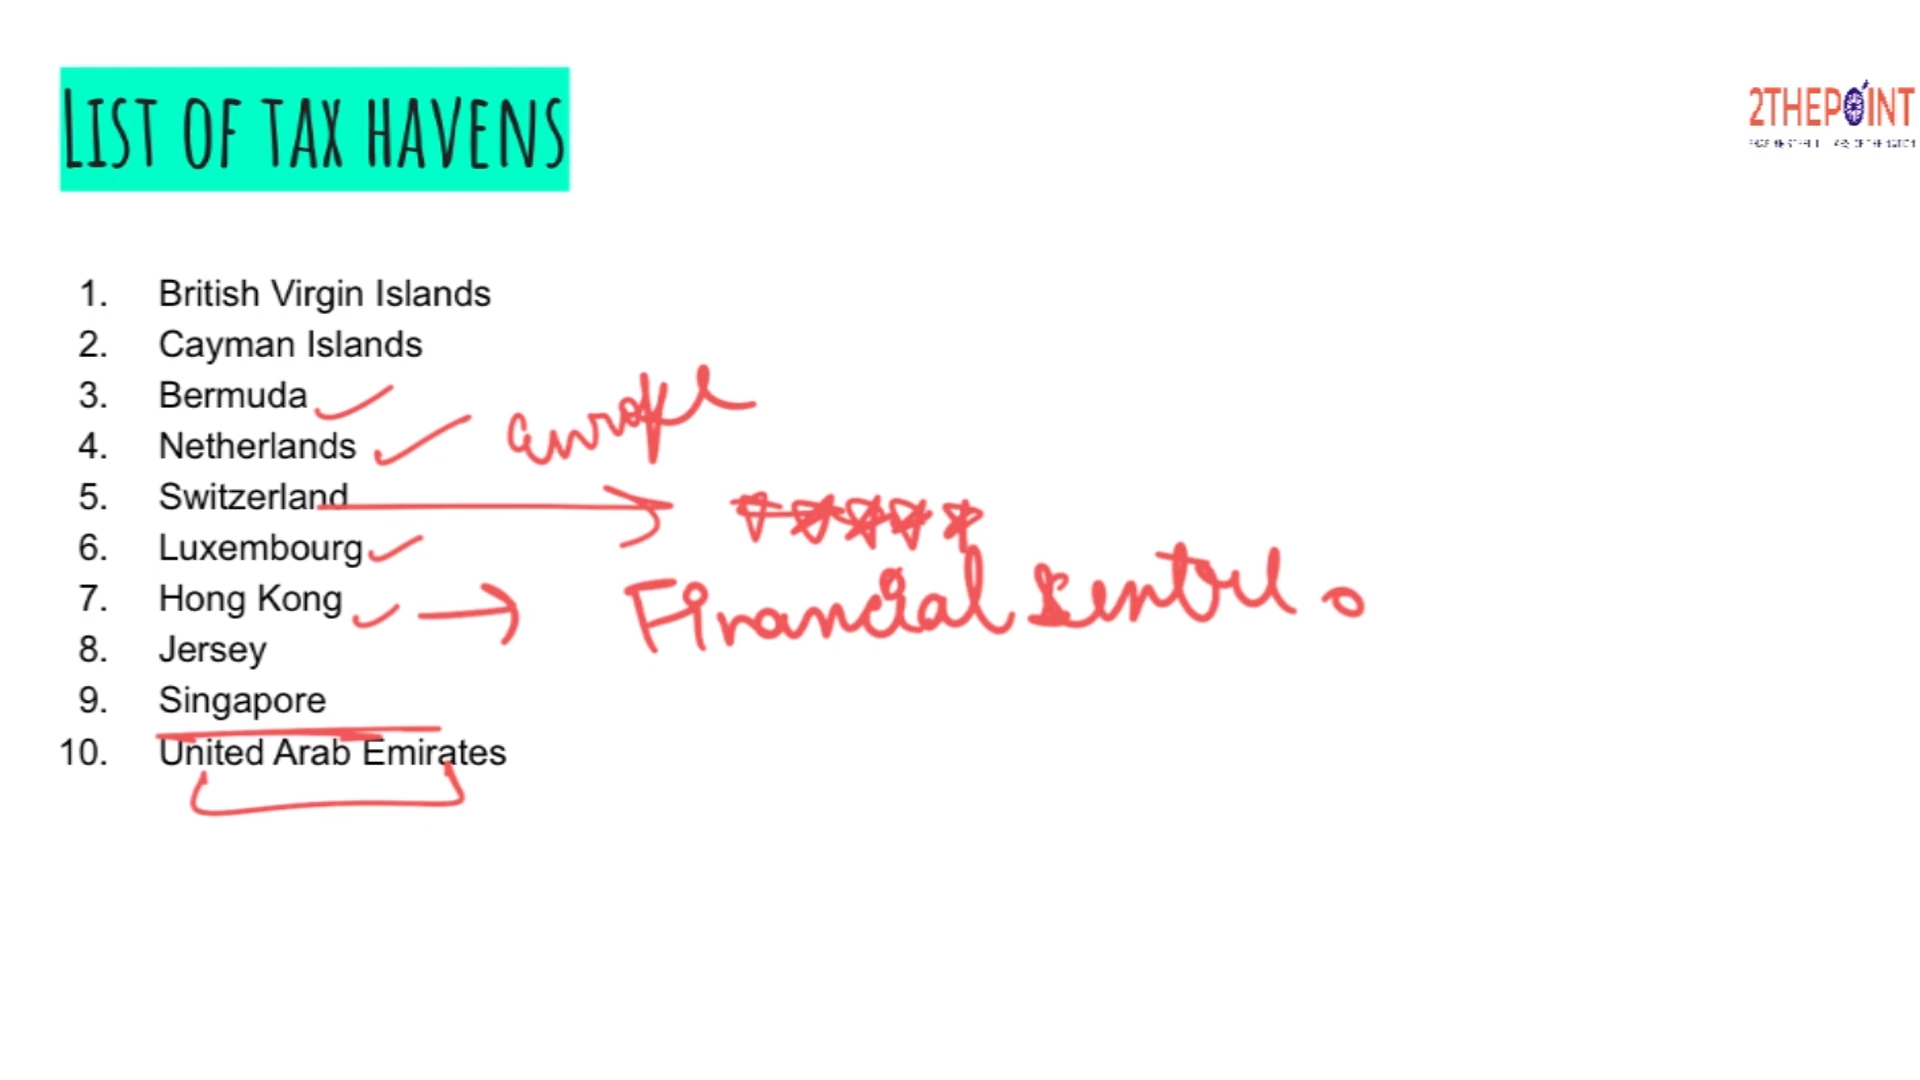 LIST OF TAX HAVENS
2THEPOINT
1. British Virgin Islands
2. Cayman Islands
3. Bermuda
4. Netherlands
europe
5. Switzerland
6. Luxembourg
7. Hong Kong
Financial
8. Jersey
9. Singapore
10. United Arab Emirates